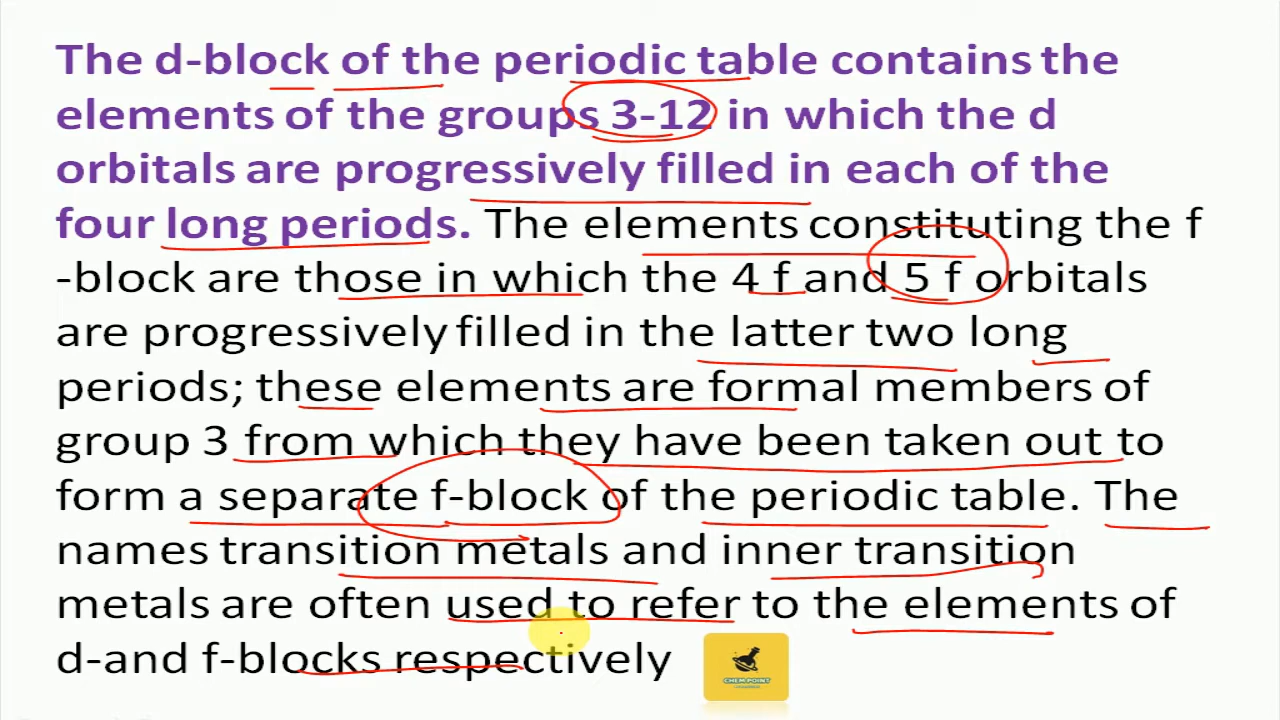 The d-block of the periodic table contains the
elements of the groups 3-12 in which the d
orbitals are progressively filled in each of the
four long periods. The elements constituting the f
-block are those in which the 4 f and 5 f orbitals
are progressively filled in the latter two long
periods; these elements are formal members of
group 3 from which they have been taken out to
form a separate f-block of the periodic table. The
names transition metals and inner transition
metals are often used to refer to the elements of
d-and f-blocks respectively
CHEM POINT